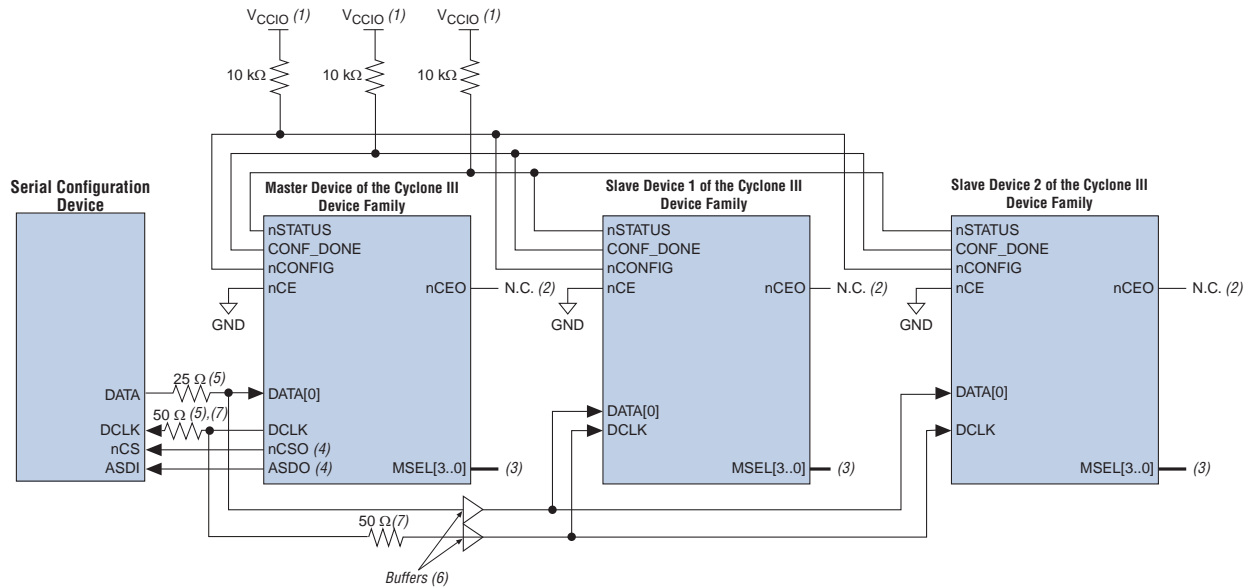 VCCIO (1) VCCIO (1) VCCIO (1)
10 kΩ 10 kΩ 10 kΩ
Serial Configuration
Device
Master Device of the Cyclone III
Device Family
Slave Device 1 of the Cyclone III
Device Family
Slave Device 2 of the Cyclone III
Device Family
DATA
DCLK
nCS
ASDI
25 Ω (5)
50 Ω (5),(7)
nSTATUS
CONF_DONE
nCONFIG
nCE
GND
nCEO
N.C. (2)
DATA[0]
DCLK
nCSO (4)
ASDO (4)
MSEL[3..0]
(3)
nSTATUS
CONF_DONE
nCONFIG
nCE
GND
nCEO
N.C. (2)
DATA[0]
DCLK
MSEL[3..0]
(3)
nSTATUS
CONF_DONE
nCONFIG
nCE
GND
nCEO
N.C. (2)
DATA[0]
DCLK
MSEL[3..0]
(3)
50 Ω (7)
Buffers (6)